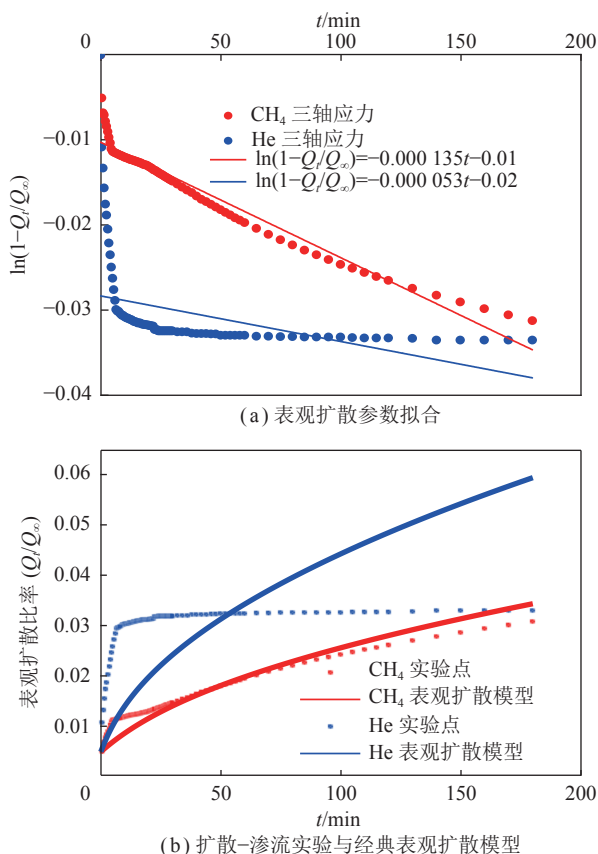 t/min
0 50 100 150 200
−0.01
−0.02
−0.03
−0.04
ln(1−Qt/Q∞)
CH4 三轴应力
He 三轴应力
ln(1−Qt/Q∞)=−0.000 135t−0.01
ln(1−Qt/Q∞)=−0.000 053t−0.02
(a) 表观扩散参数拟合
0.06
0.05
0.04
0.03
0.02
0.01
表观扩散比率 (Qt/Q∞)
CH4 实验点
CH4 表观扩散模型
He 实验点
He 表观扩散模型
0 50 100 150 200
t/min
(b) 扩散−渗流实验与经典表观扩散模型